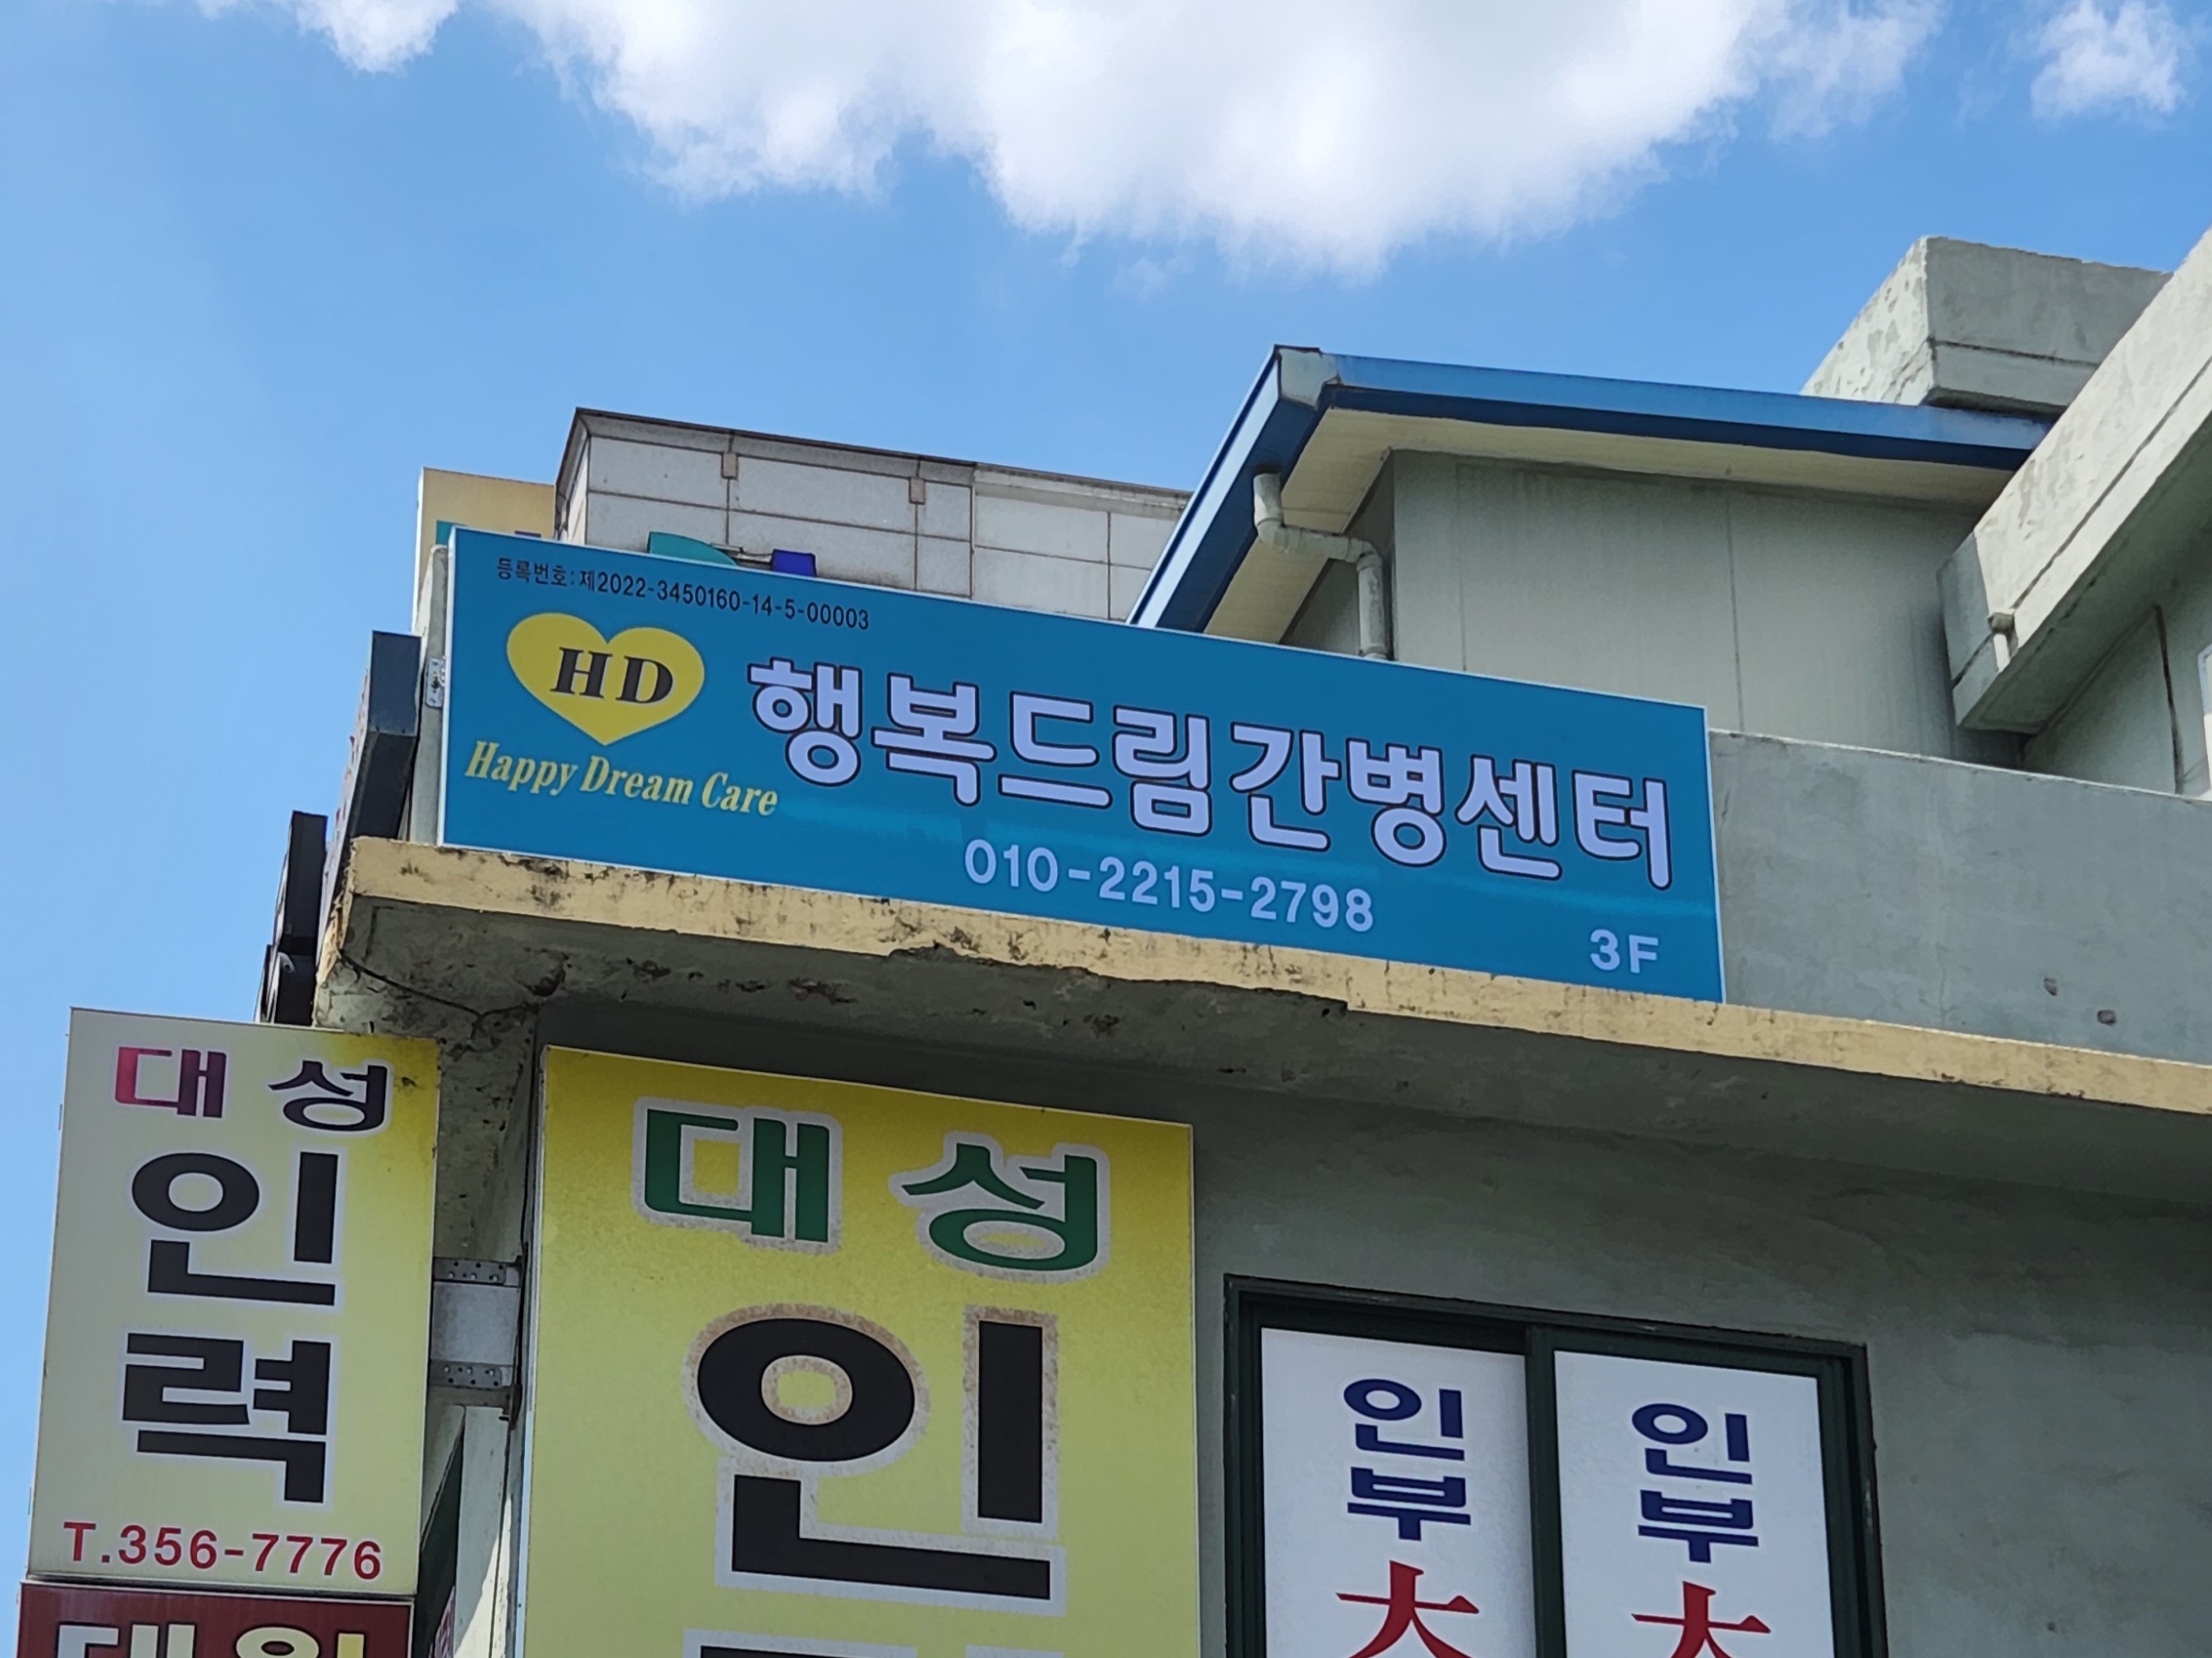 등록번호:제2022-3450160-14-5-00003
HD
Happy Dream Care
행복드림간병센터
010-2215-2798
3F
대성
인
력
T.356-7776
대성
인
인
부
大
인
부
大